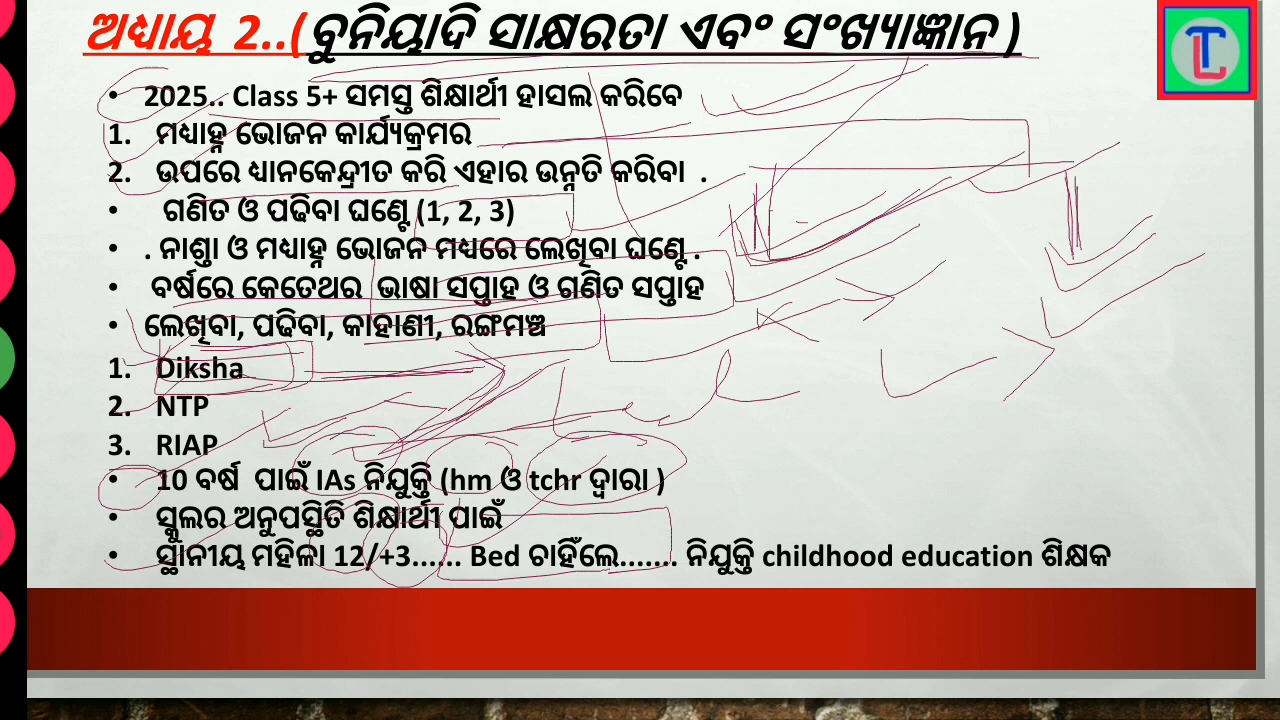 ଅଧ୍ୟାୟ 2..(ବୁନିୟାଦି ସାକ୍ଷରତା ଏବଂ ସଂଖ୍ୟାଜ୍ଞାନ)
• 2025.. Class 5+ ସମସ୍ତ ଶିକ୍ଷାର୍ଥୀ ହାସଲ କରିବେ
1. ମଧ୍ୟାହ୍ନ ଭୋଜନ କାର୍ଯ୍ୟକ୍ରମର
2. ଉପରେ ଧ୍ୟାନକେନ୍ଦ୍ରୀତ କରି ଏହାର ଉନ୍ନତି କରିବା .
• ଗଣିତ ଓ ପଢିବା ଘଣ୍ଟେ (1, 2, 3)
• . ନାଶ୍ତା ଓ ମଧ୍ୟାହ୍ନ ଭୋଜନ ମଧ୍ୟରେ ଲେଖିବା ଘଣ୍ଟେ .
• ବର୍ଷରେ କେତେଥର ଭାଷା ସପ୍ତାହ ଓ ଗଣିତ ସପ୍ତାହ
• ଲେଖିବା, ପଢିବା, କାହାଣୀ, ରଙ୍ଗମଞ୍ଚ
1. Diksha
2. NTP
3. RIAP
• 10 ବର୍ଷ ପାଇଁ IAs ନିଯୁକ୍ତି (hm ଓ tchr ଦ୍ୱାରା )
• ସ୍କୁଲର ଅନୁପସ୍ଥିତି ଶିକ୍ଷାର୍ଥୀ ପାଇଁ
• ସ୍ଥାନୀୟ ମହିଳା 12/+3...... Bed ଚାହିଁଲେ....... ନିଯୁକ୍ତି childhood education ଶିକ୍ଷକ
TL